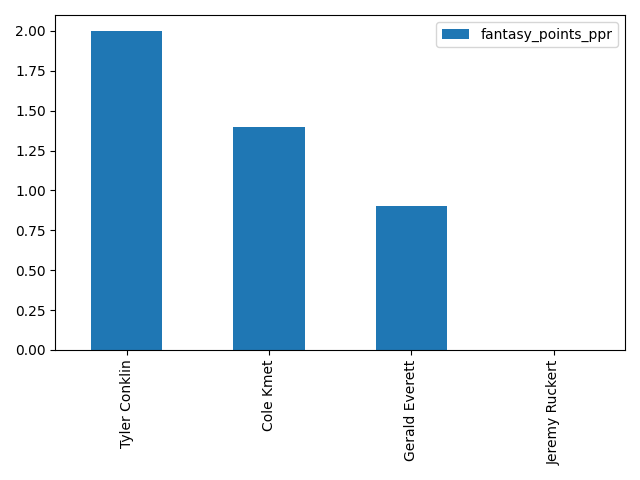 fantasy_points_ppr
2.00
1.75
1.50
1.25
1.00
0.75
0.50
0.25
0.00
Tyler Conklin
Cole Kmet
Gerald Everett
Jeremy Ruckert